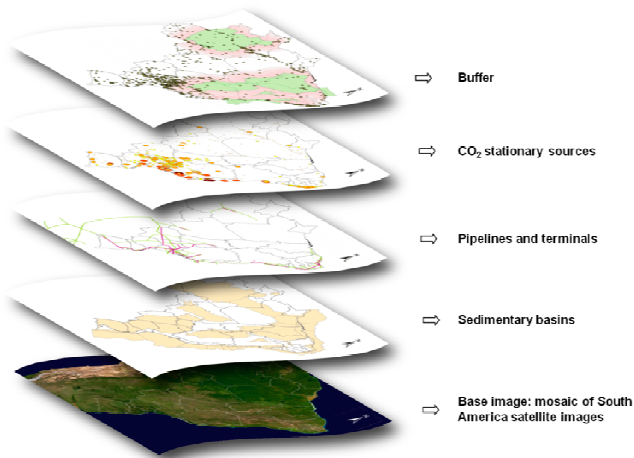 Buffer
CO₂ stationary sources
Pipelines and terminals
Sedimentary basins
Base image: mosaic of South
America satellite images